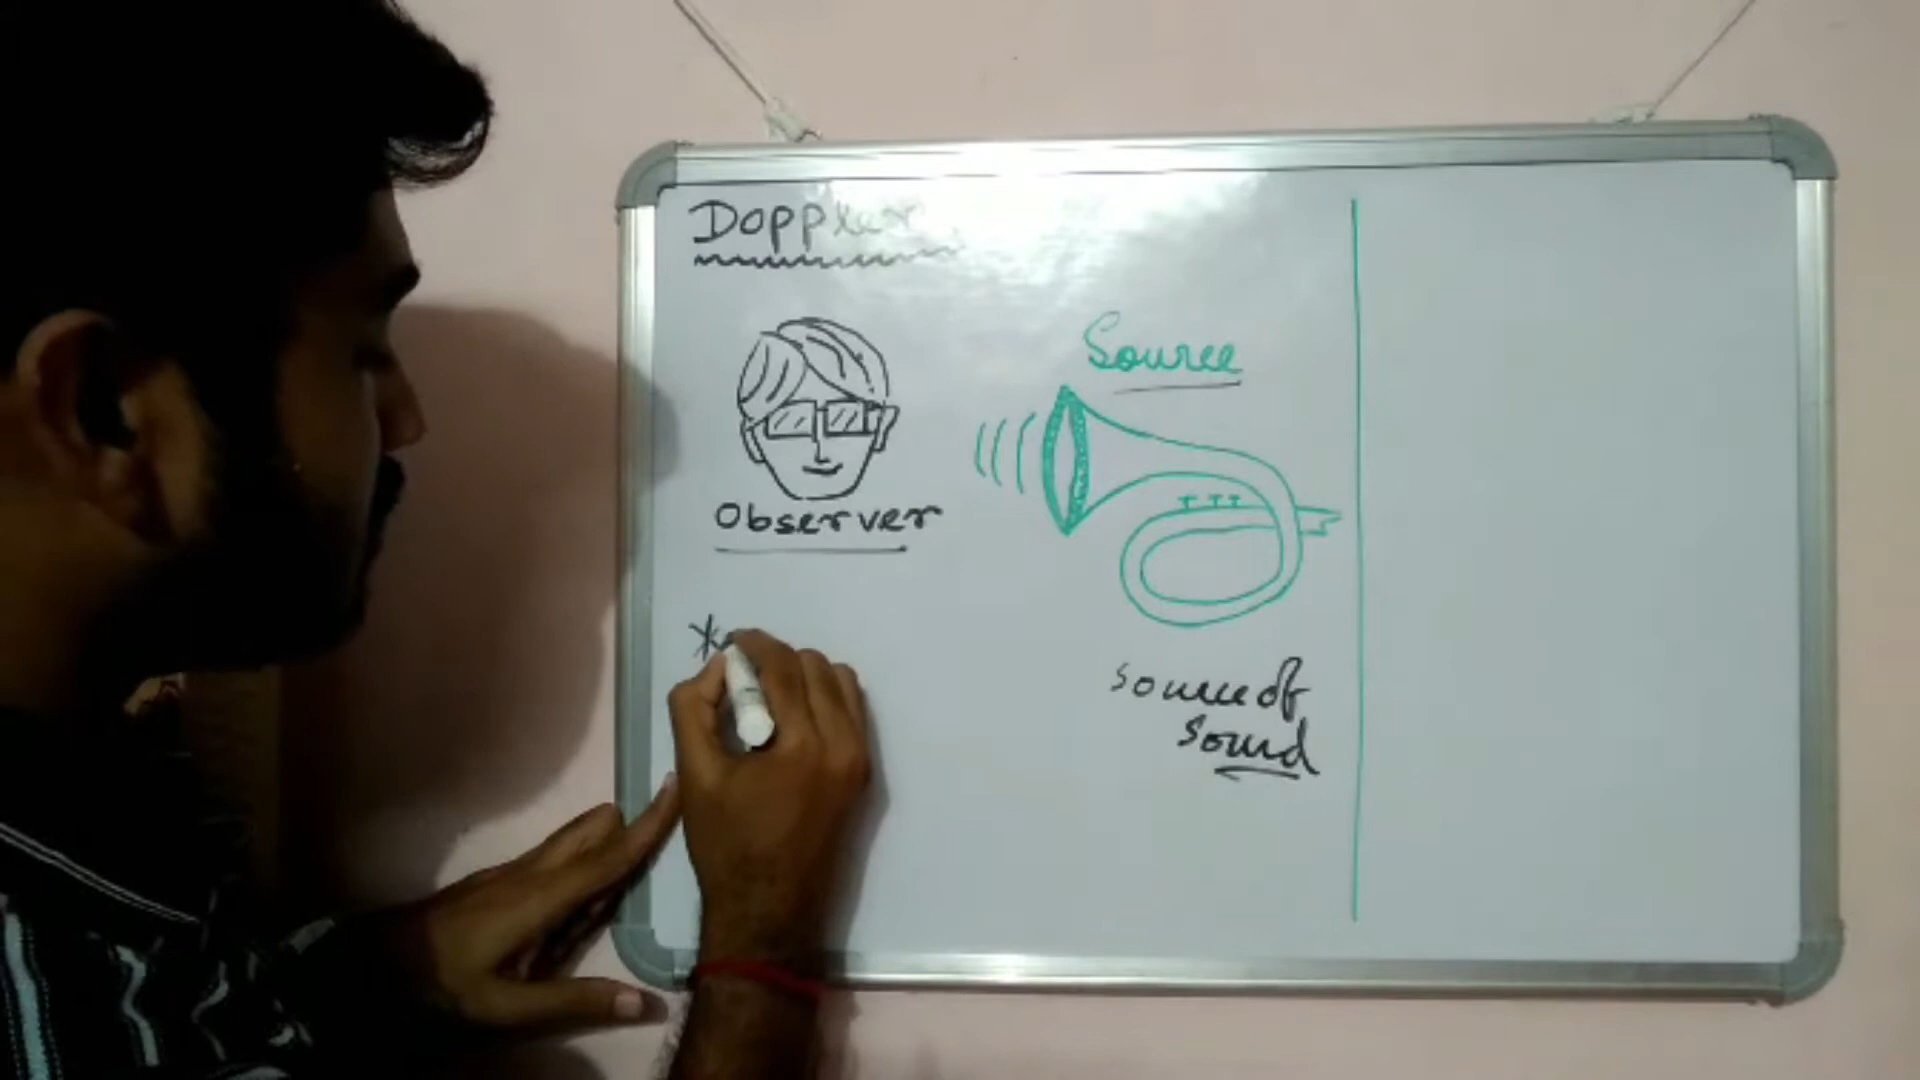 Doppler
Source
Observer
*
source of
sound